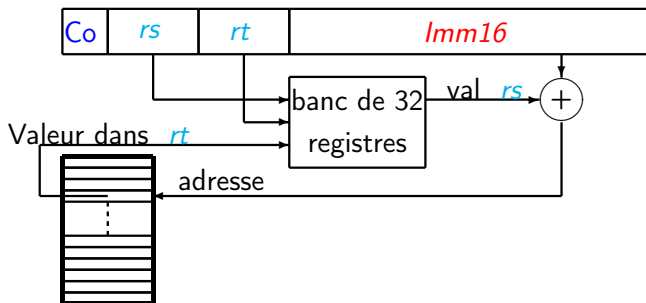 Co rs rt Imm16
banc de 32
registres
val rs
+
Valeur dans rt
adresse